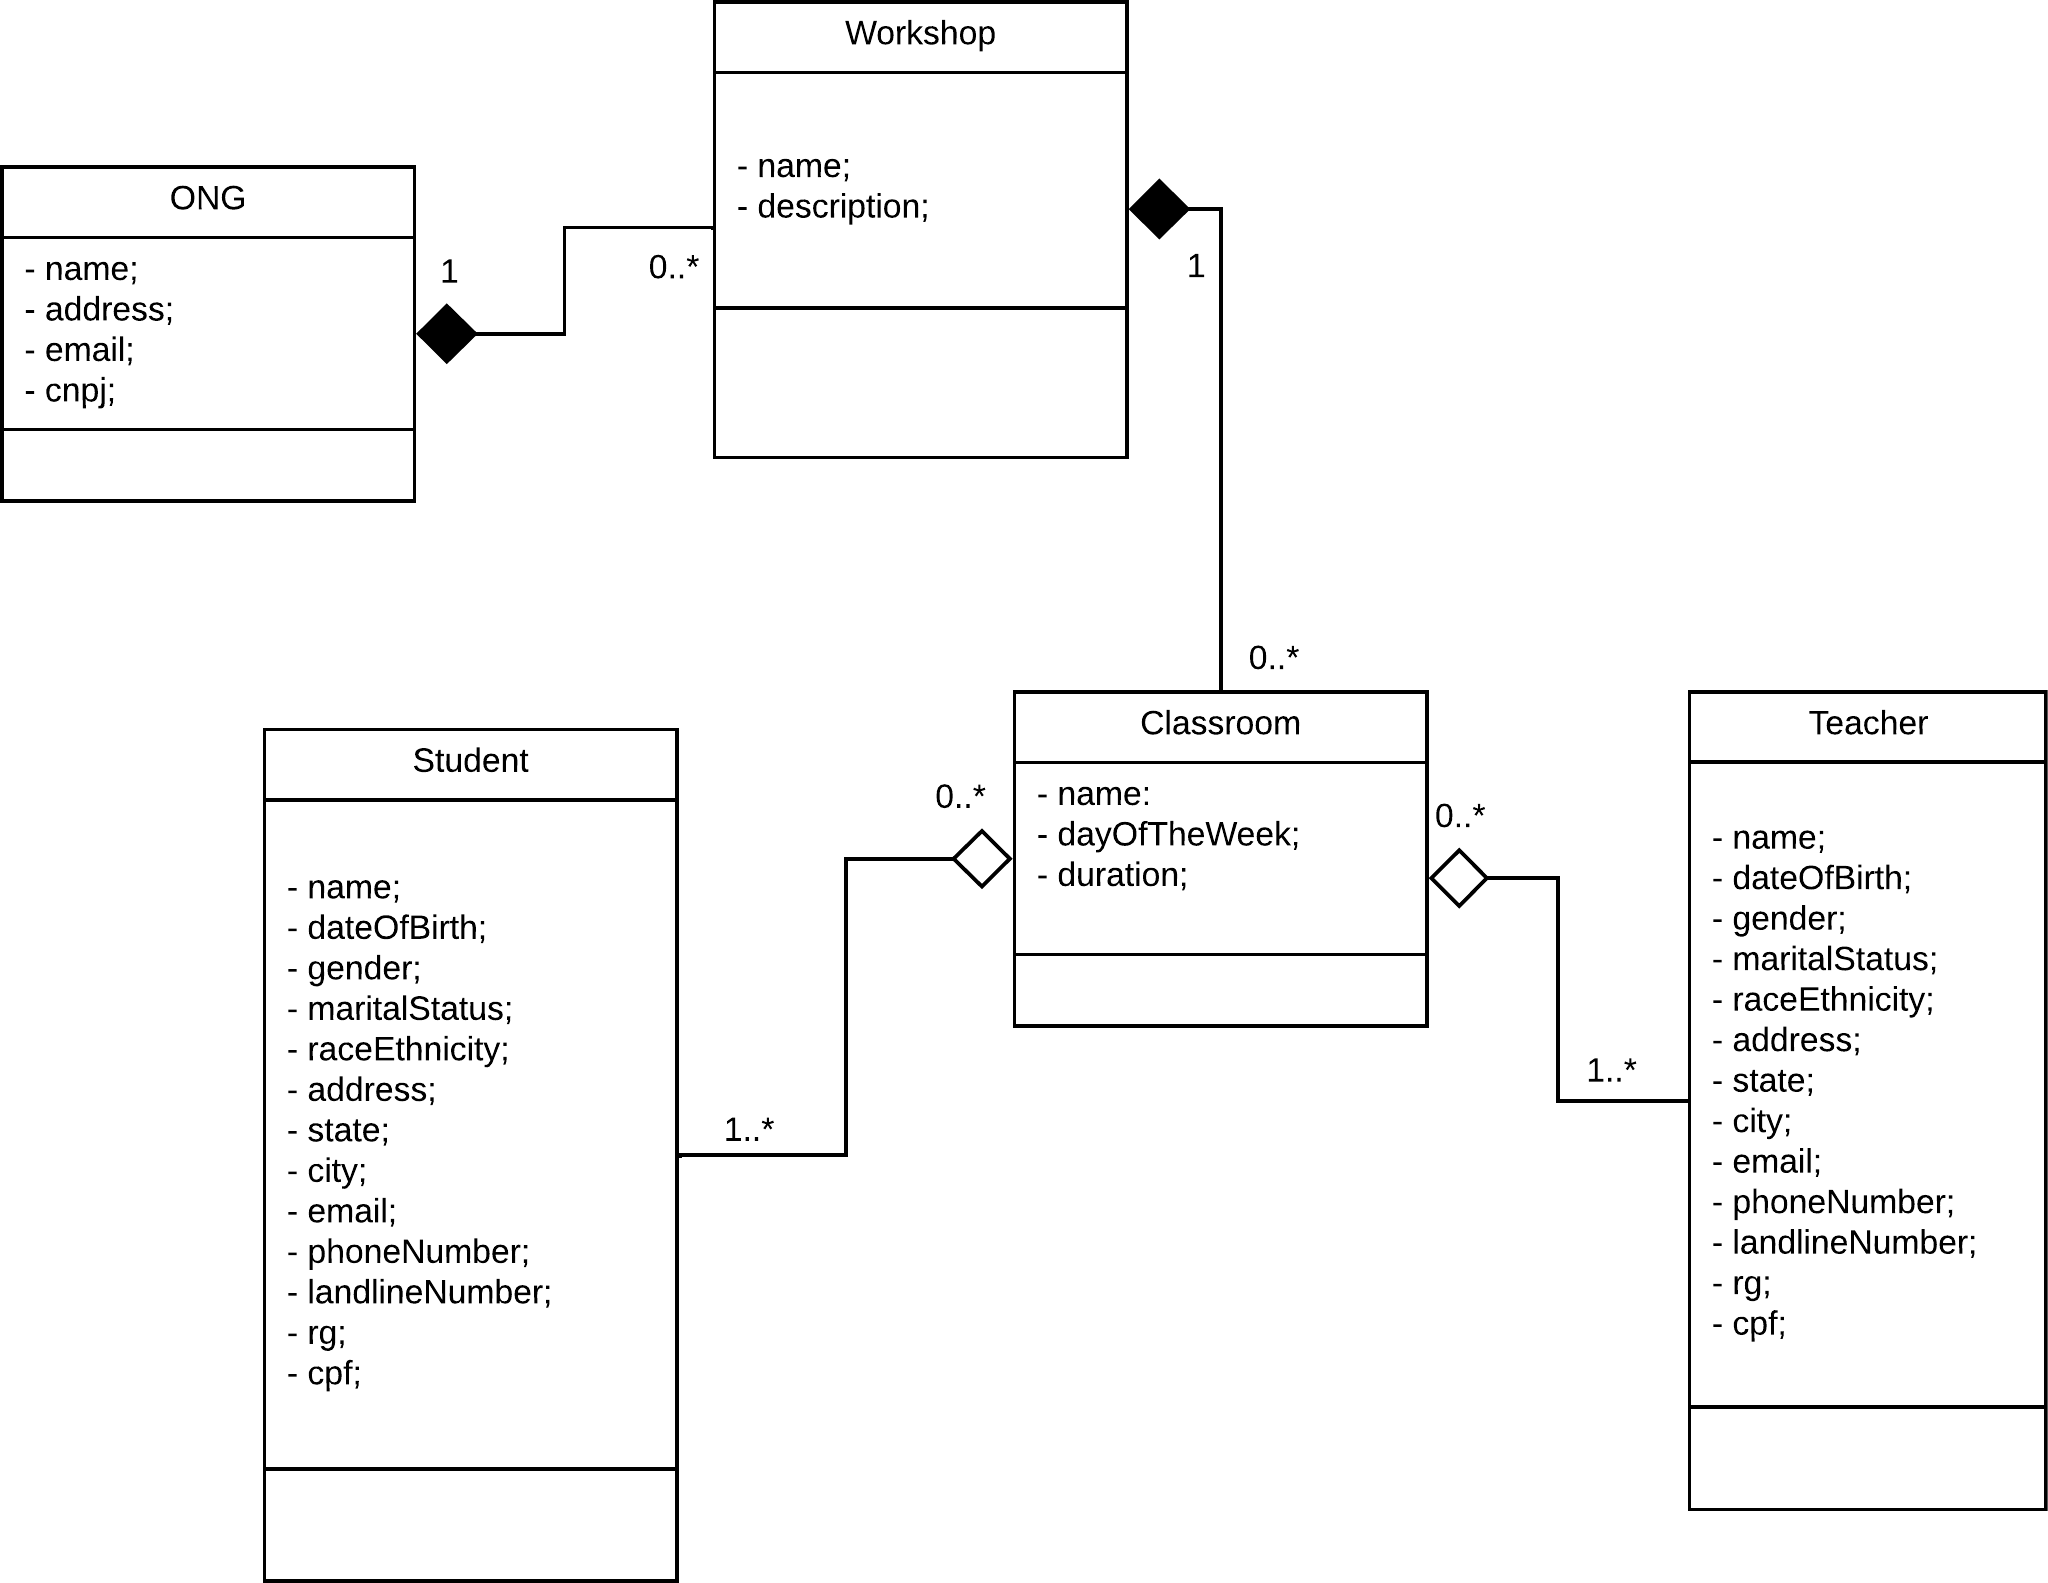 Workshop
- name;
- description;
1
0..*
ONG
- name;
- address;
- email;
- cnpj;
1
0..*
Student
- name;
- dateOfBirth;
- gender;
- maritalStatus;
- raceEthnicity;
- address;
- state;
- city;
- email;
- phoneNumber;
- landlineNumber;
- rg;
- cpf;
1..*
0..*
Classroom
- name:
- dayOfTheWeek;
- duration;
0..*
1..*
Teacher
- name;
- dateOfBirth;
- gender;
- maritalStatus;
- raceEthnicity;
- address;
- state;
- city;
- email;
- phoneNumber;
- landlineNumber;
- rg;
- cpf;